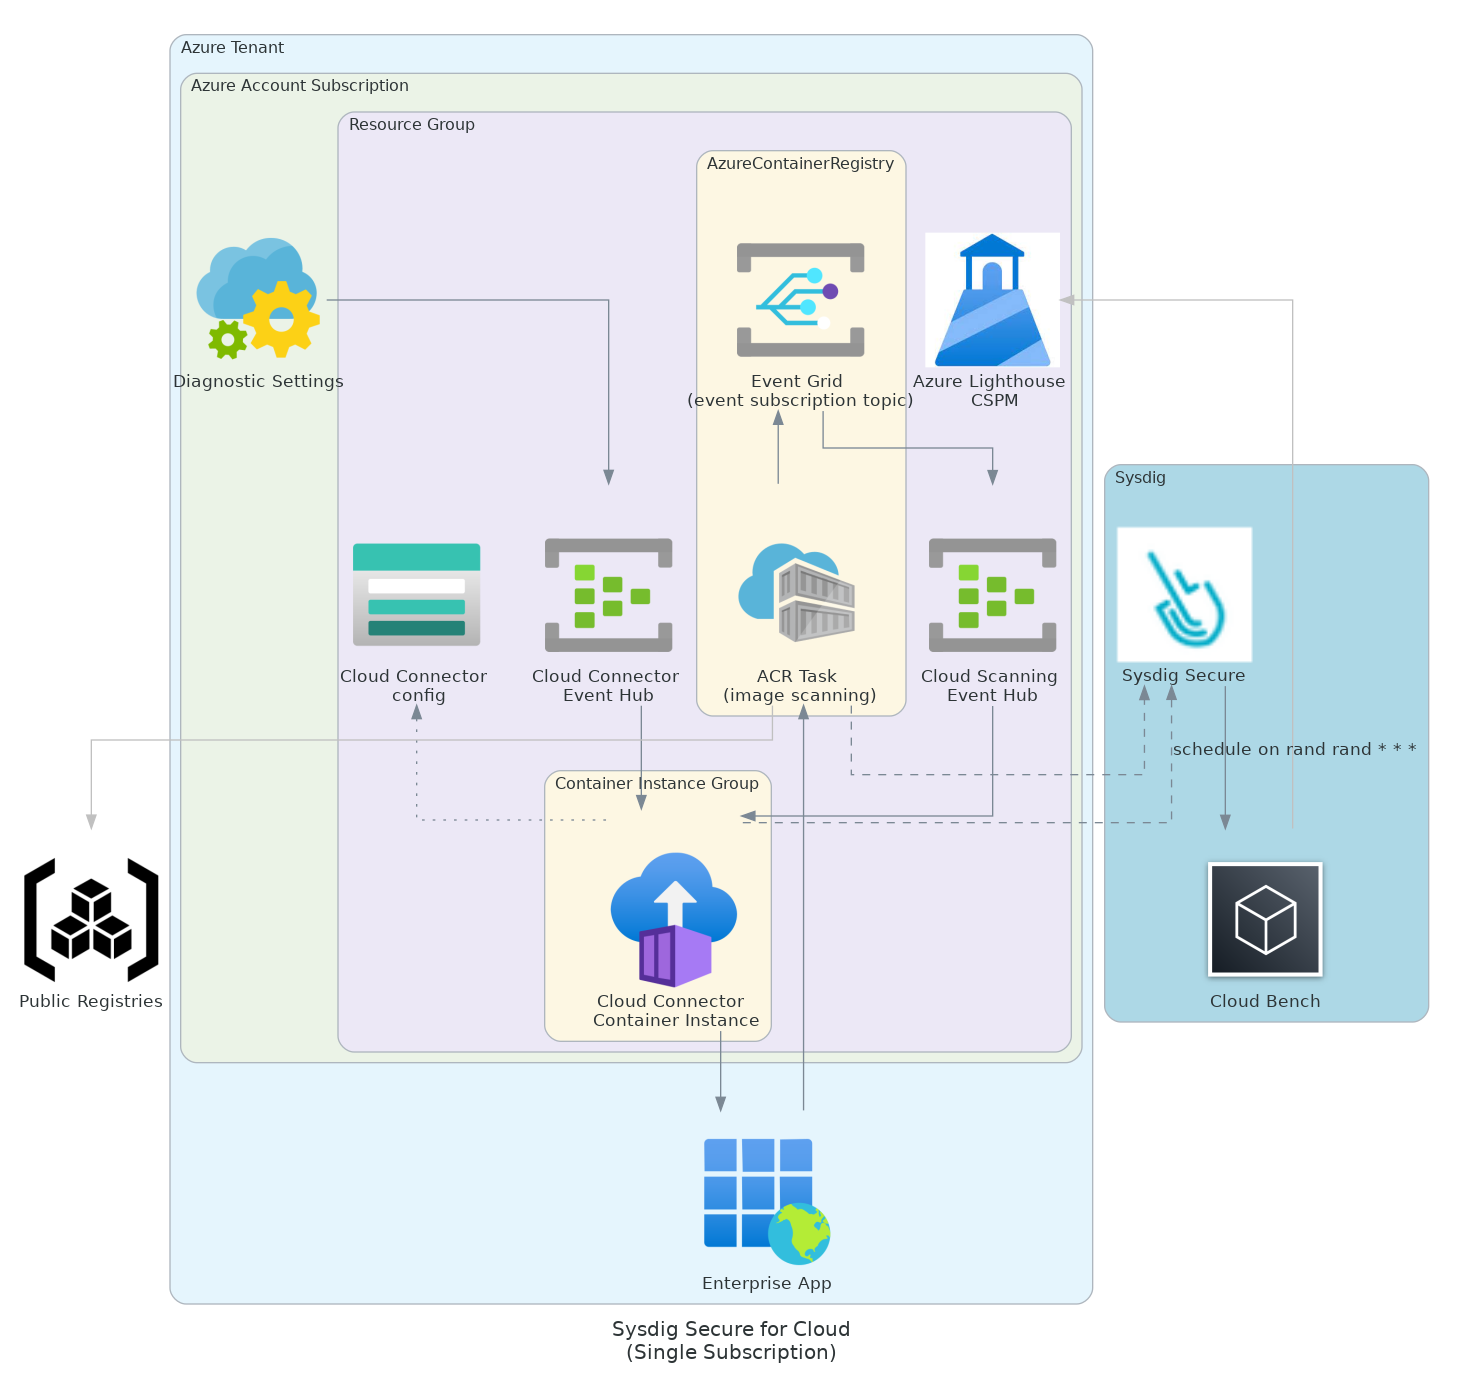 Azure Tenant
Azure Account Subscription
Resource Group
AzureContainerRegistry
Diagnostic Settings
Event Grid
(event subscription topic)
Azure Lighthouse
CSPM
Sysdig
Cloud Connector
config
Cloud Connector
Event Hub
ACR Task
(image scanning)
Cloud Scanning
Event Hub
Sysdig Secure
schedule on rand rand * * *
Container Instance Group
Public Registries
Cloud Connector
Container Instance
Cloud Bench
Enterprise App
Sysdig Secure for Cloud
(Single Subscription)